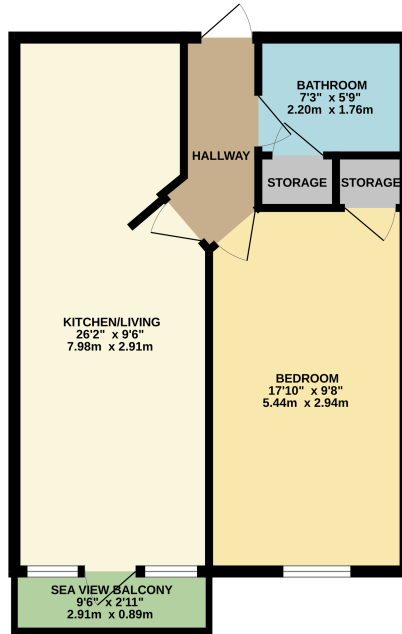 BATHROOM
7'3" x 5'9"
2.20m x 1.76m
HALLWAY
STORAGE
STORAGE
KITCHEN/LIVING
26'2" x 9'6"
7.98m x 2.91m
BEDROOM
17'10" x 9'8"
5.44m x 2.94m
SEA VIEW BALCONY
9'6" x 2'11"
2.91m x 0.89m